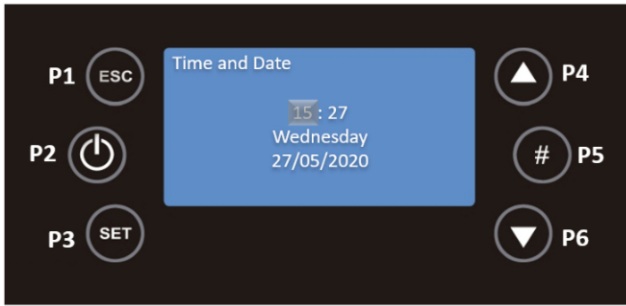 P1 ESC
P2
P3 SET
Time and Date
15 : 27
Wednesday
27/05/2020
P4
# P5
P6